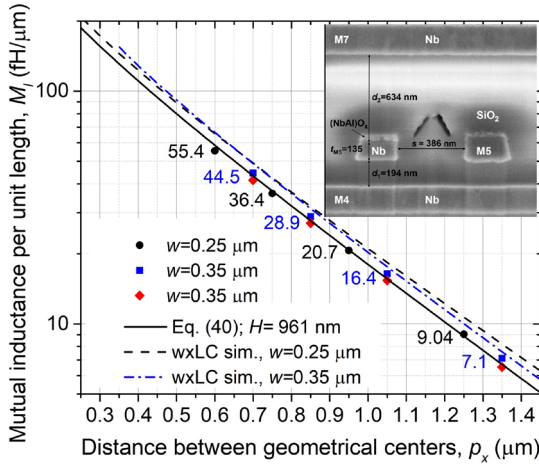 Mutual inductance per unit length, M_l (fH/μm)
100
10
M7 Nb
d₂=634 nm
SiO₂
(NbAl)Oₓ
t_M5=135
Nb
s = 386 nm
M5
d₁=194 nm
M4 Nb
55.4
44.5
36.4
28.9
20.7
16.4
9.04
7.1
w=0.25 μm
w=0.35 μm
w=0.35 μm
Eq. (40); H= 961 nm
wxLC sim., w=0.25 μm
wxLC sim., w=0.35 μm
0.3 0.4 0.5 0.6 0.7 0.8 0.9 1.0 1.1 1.2 1.3 1.4
Distance between geometrical centers, pₓ (μm)